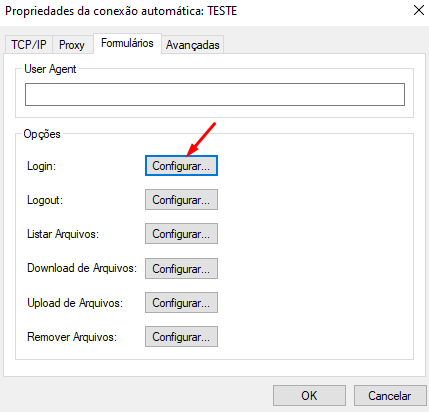 Propriedades da conexão automática: TESTE
TCP/IP Proxy Formulários Avançadas
User Agent
Opções
Login: Configurar...
Logout: Configurar...
Listar Arquivos: Configurar...
Download de Arquivos: Configurar...
Upload de Arquivos: Configurar...
Remover Arquivos: Configurar...
OK Cancelar